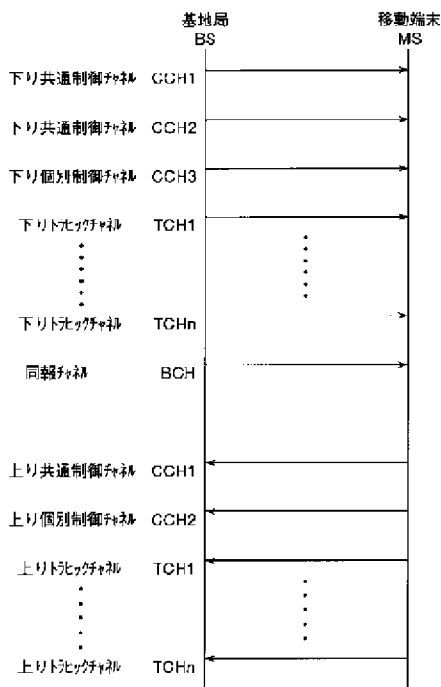 基地局 移動端末
BS MS
下り共通制御チャネル CCH1
下り共通制御チャネル CCH2
下り個別制御チャネル CCH3
下りトラヒックチャネル TCH1
下りトラヒックチャネル TCHn
同報チャネル BCH
上り共通制御チャネル CCH1
上り個別制御チャネル CCH2
上りトラヒックチャネル TCH1
上りトラヒックチャネル TCHn